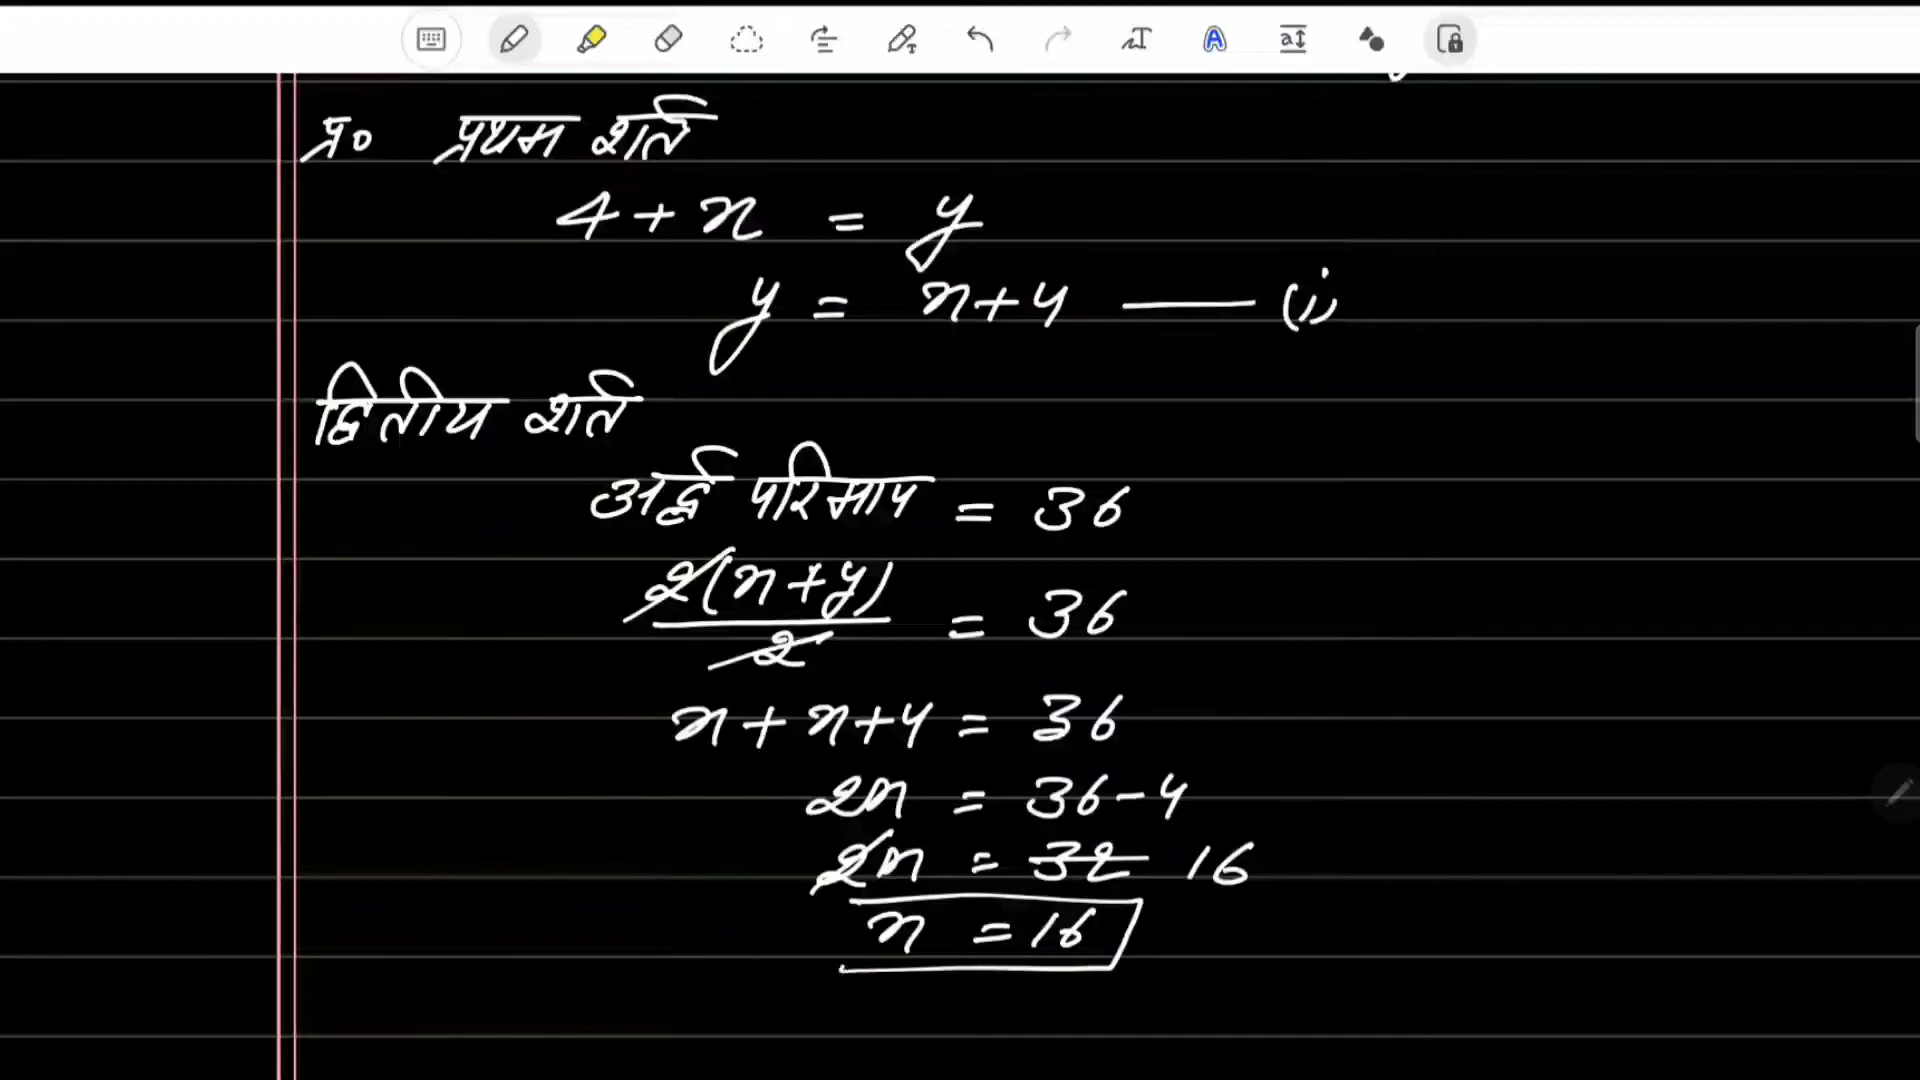 प्र० प्रथम शर्त
4 + x = y
y = x+4 —— (i)
द्वितीय शर्त
अर्द्ध परिमाप = 36
2(x+y)/2 = 36
x + x+4 = 36
2x = 36-4
2x = 32 16
x = 16